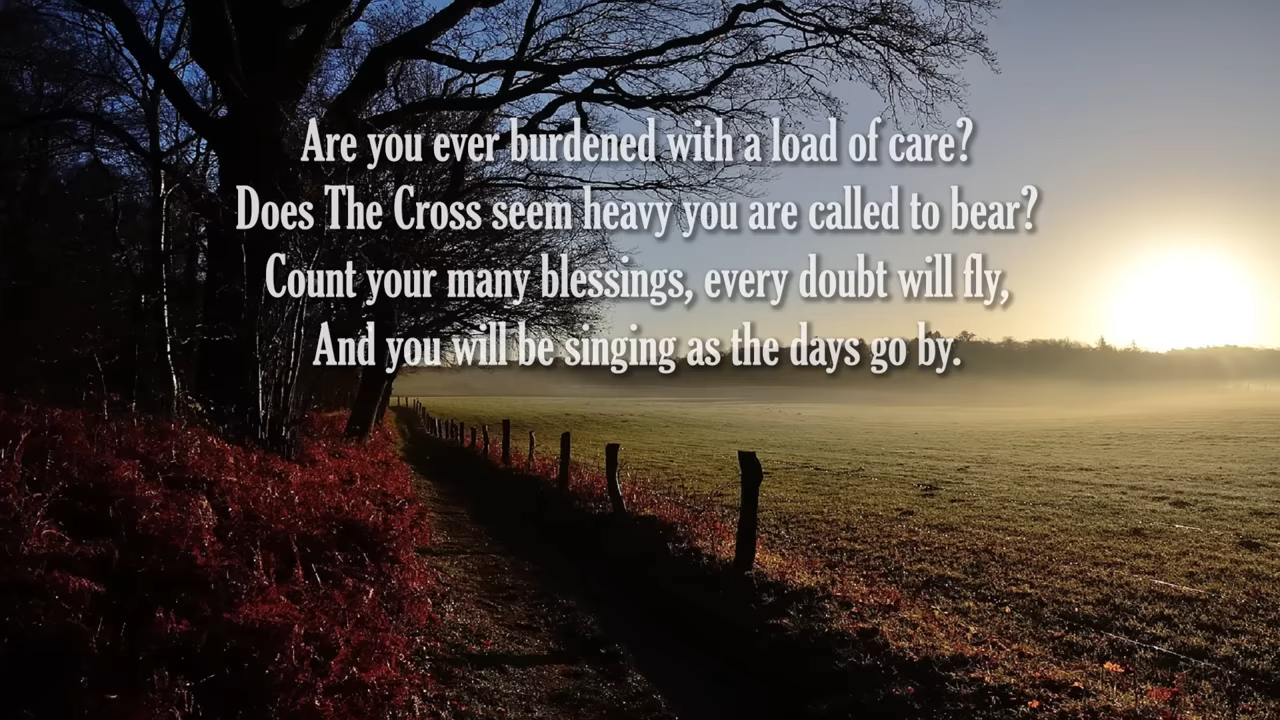 Are you ever burdened with a load of care?
Does The Cross seem heavy you are called to bear?
Count your many blessings, every doubt will fly,
And you will be singing as the days go by.